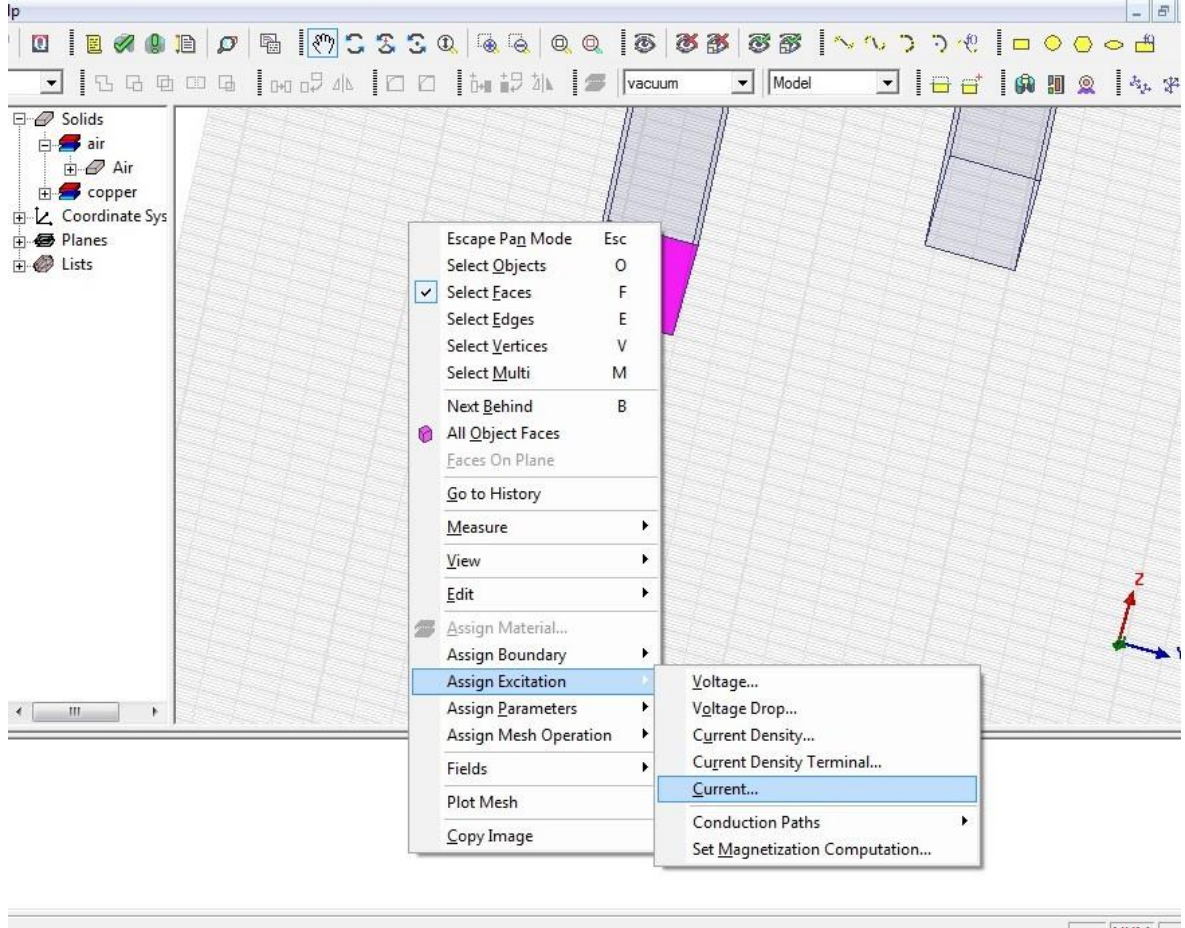 lp
vacuum
Model
Solids
air
Air
copper
Coordinate Sys
Planes
Lists
Escape Pan Mode Esc
Select Objects O
Select Faces F
Select Edges E
Select Vertices V
Select Multi M
Next Behind B
All Object Faces
Faces On Plane
Go to History
Measure
View
Edit
Assign Material...
Assign Boundary
Assign Excitation
Assign Parameters
Assign Mesh Operation
Fields
Plot Mesh
Copy Image
Voltage...
Voltage Drop...
Current Density...
Current Density Terminal...
Current...
Conduction Paths
Set Magnetization Computation...
Z
Y